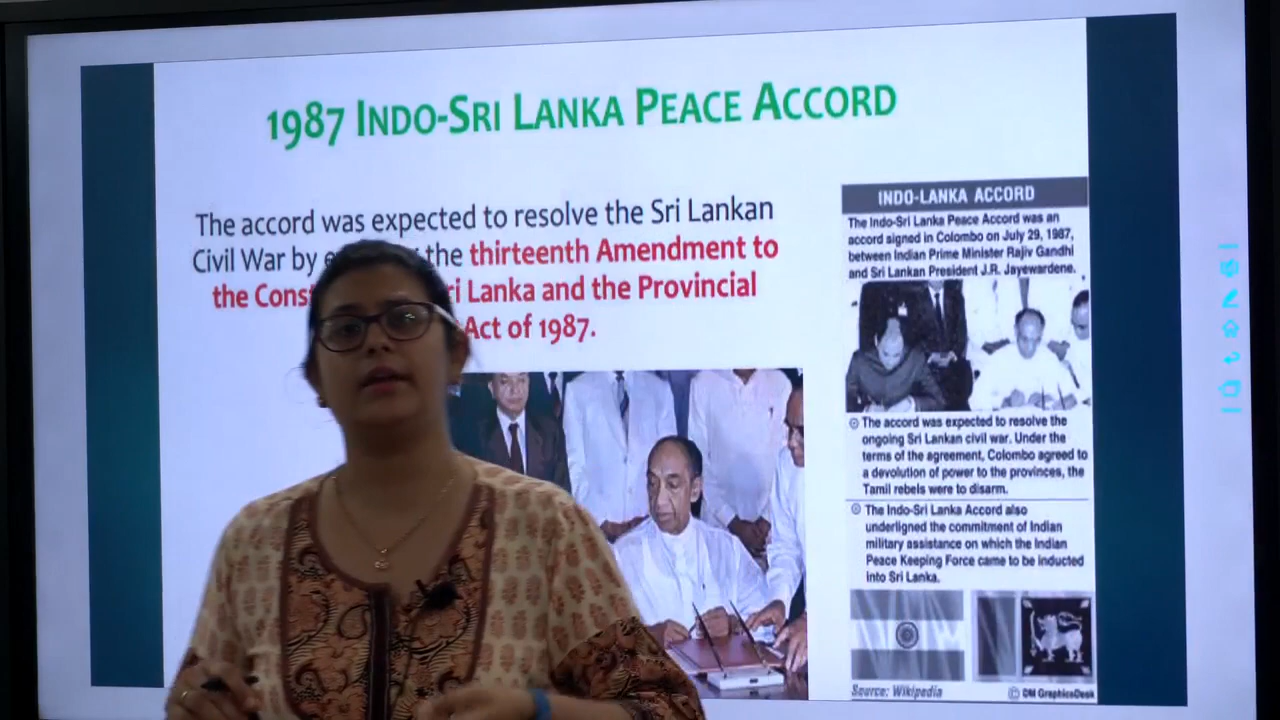 1987 INDO-SRI LANKA PEACE ACCORD
The accord was expected to resolve the Sri Lankan
Civil War by the thirteenth Amendment to
the Lanka and the Provincial
Act of 1987.
INDO-LANKA ACCORD
The Indo-Sri Lanka Peace Accord was an
accord signed in Colombo on July 29, 1987,
between Indian Prime Minister Rajiv Gandhi
and Sri Lankan President J.R. Jayewardene.
The accord was expected to resolve the
ongoing Sri Lankan civil war. Under the
terms of the agreement, Colombo agreed to
a devolution of power to the provinces, the
Tamil rebels were to disarm.
The Indo-Sri Lanka Accord also
underligned the commitment of Indian
military assistance on which the Indian
Peace Keeping Force came to be inducted
into Sri Lanka.
Source: Wikipedia
© DM GraphicsDesk